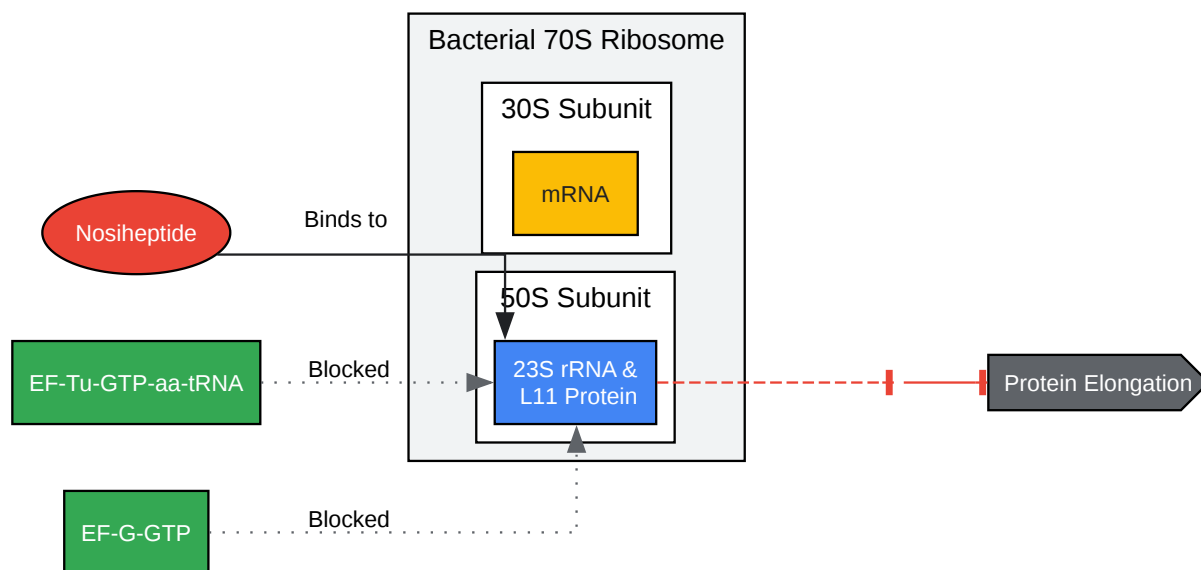 Bacterial 70S Ribosome
30S Subunit
mRNA
Nosiheptide
Binds to
50S Subunit
EF-Tu-GTP-aa-tRNA
Blocked
23S rRNA &
L11 Protein
Protein Elongation
EF-G-GTP
Blocked